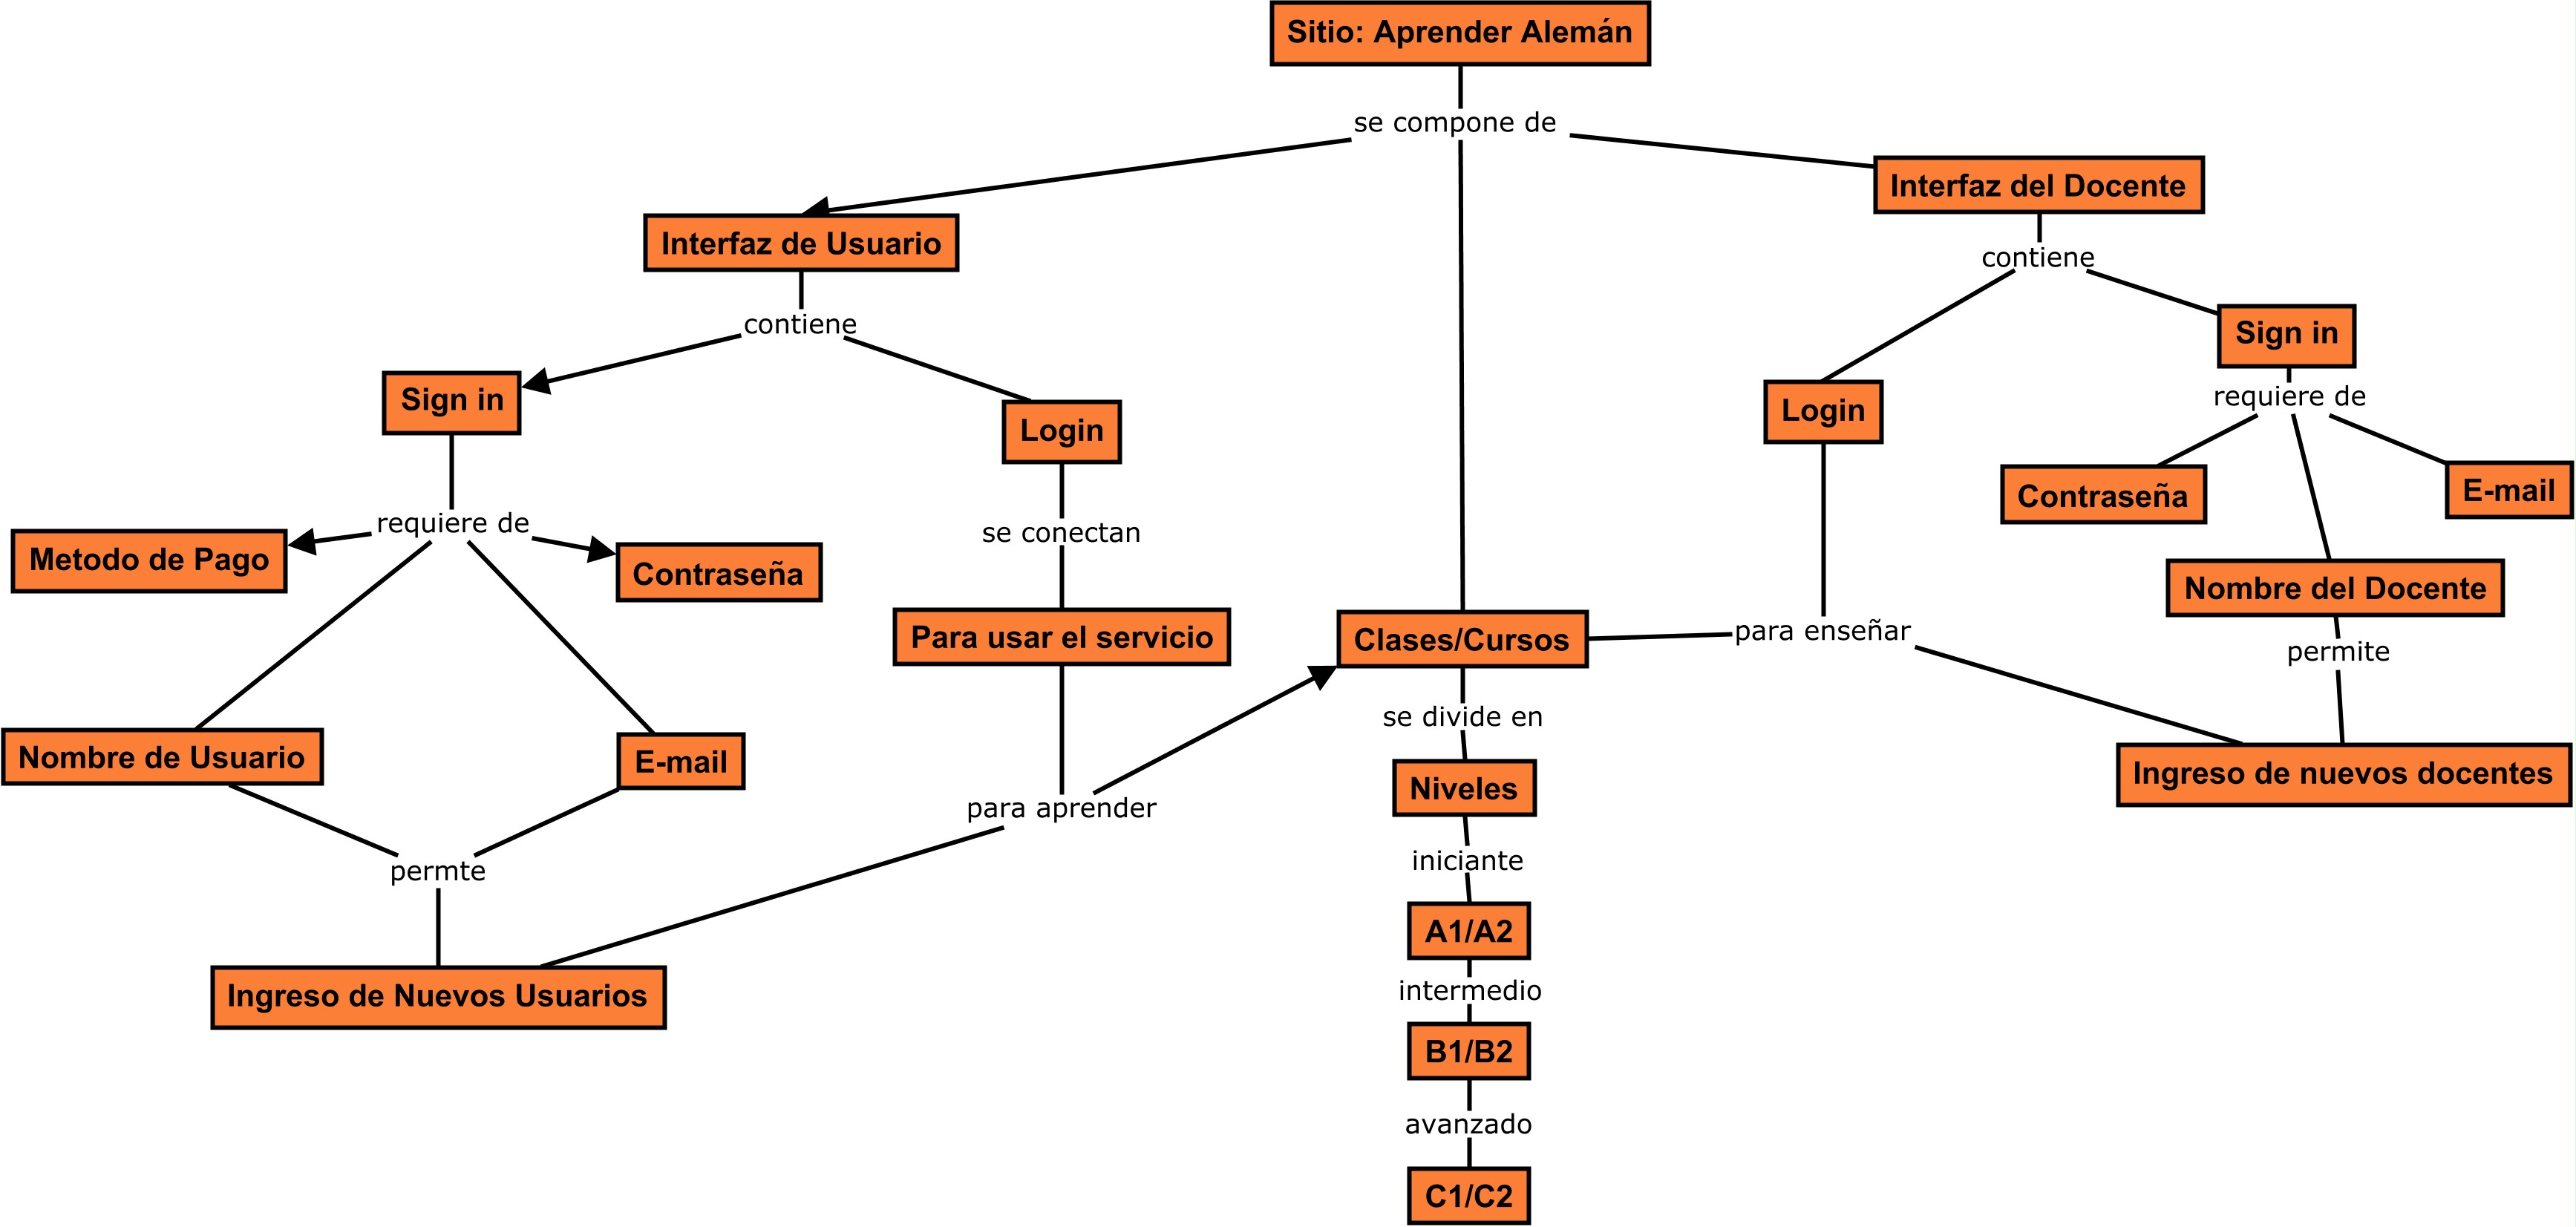 Sitio: Aprender Alemán
se compone de
Interfaz de Usuario
Interfaz del Docente
contiene
contiene
Sign in
Login
Login
Sign in
requiere de
requiere de
Metodo de Pago
Contraseña
se conectan
Contraseña
E-mail
Nombre del Docente
Para usar el servicio
Clases/Cursos
para enseñar
permite
Nombre de Usuario
E-mail
para aprender
se divide en
Niveles
Ingreso de nuevos docentes
permte
iniciante
A1/A2
Ingreso de Nuevos Usuarios
intermedio
B1/B2
avanzado
C1/C2